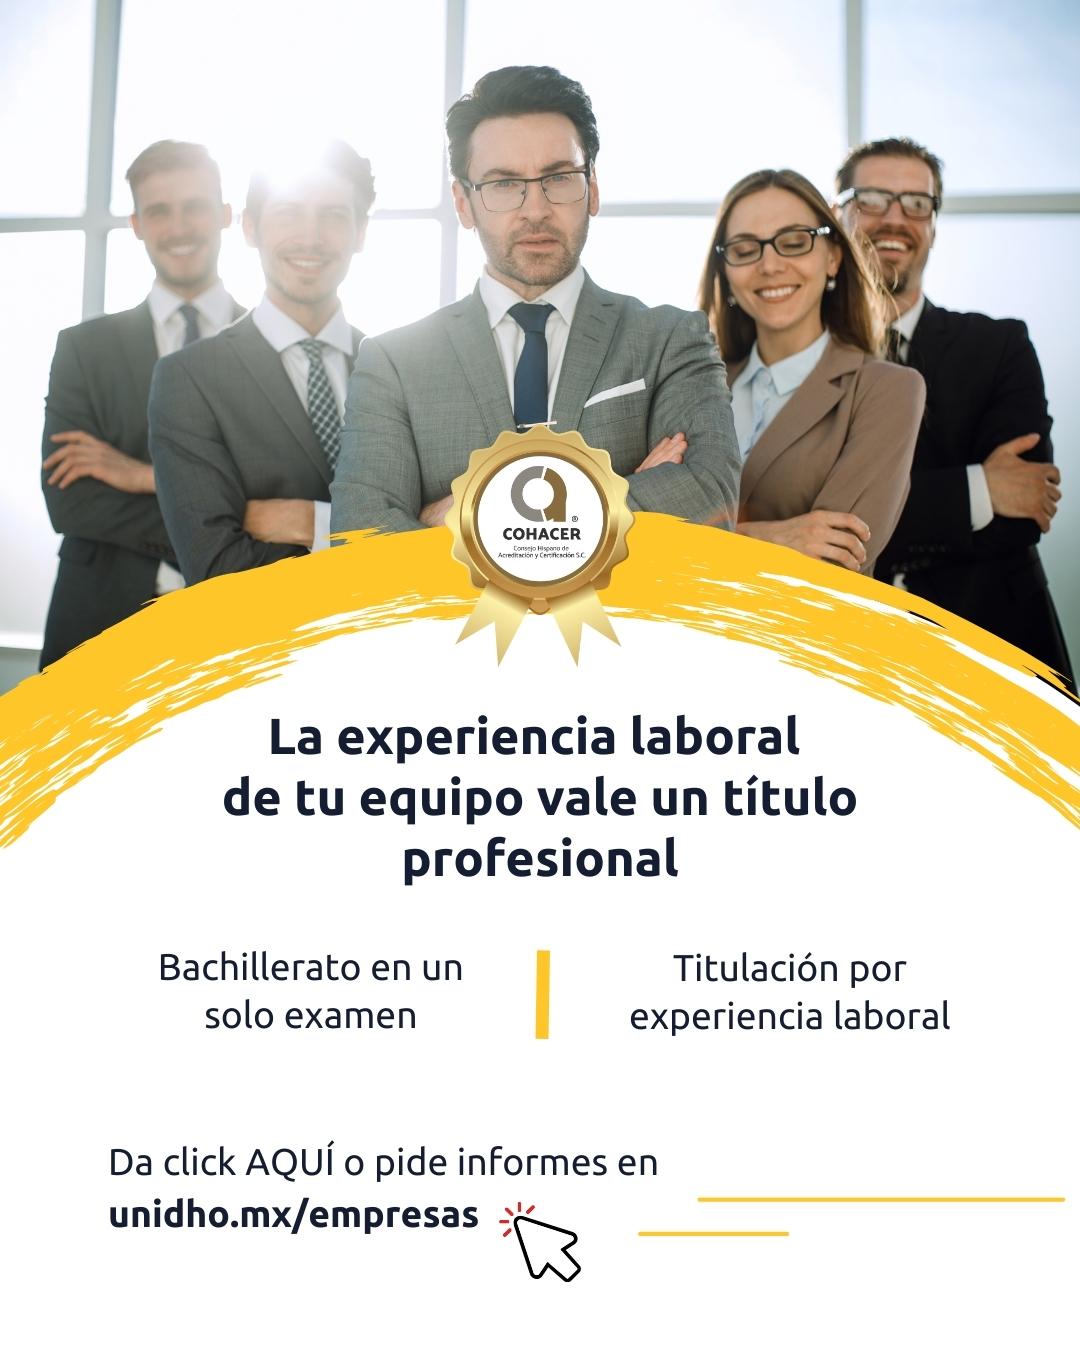 COHACER
®
Consejo Hispano de
Acreditación y Certificación S.C.
La experiencia laboral
de tu equipo vale un título
profesional
Bachillerato en un
solo examen
Titulación por
experiencia laboral
Da click AQUÍ o pide informes en
unidho.mx/empresas